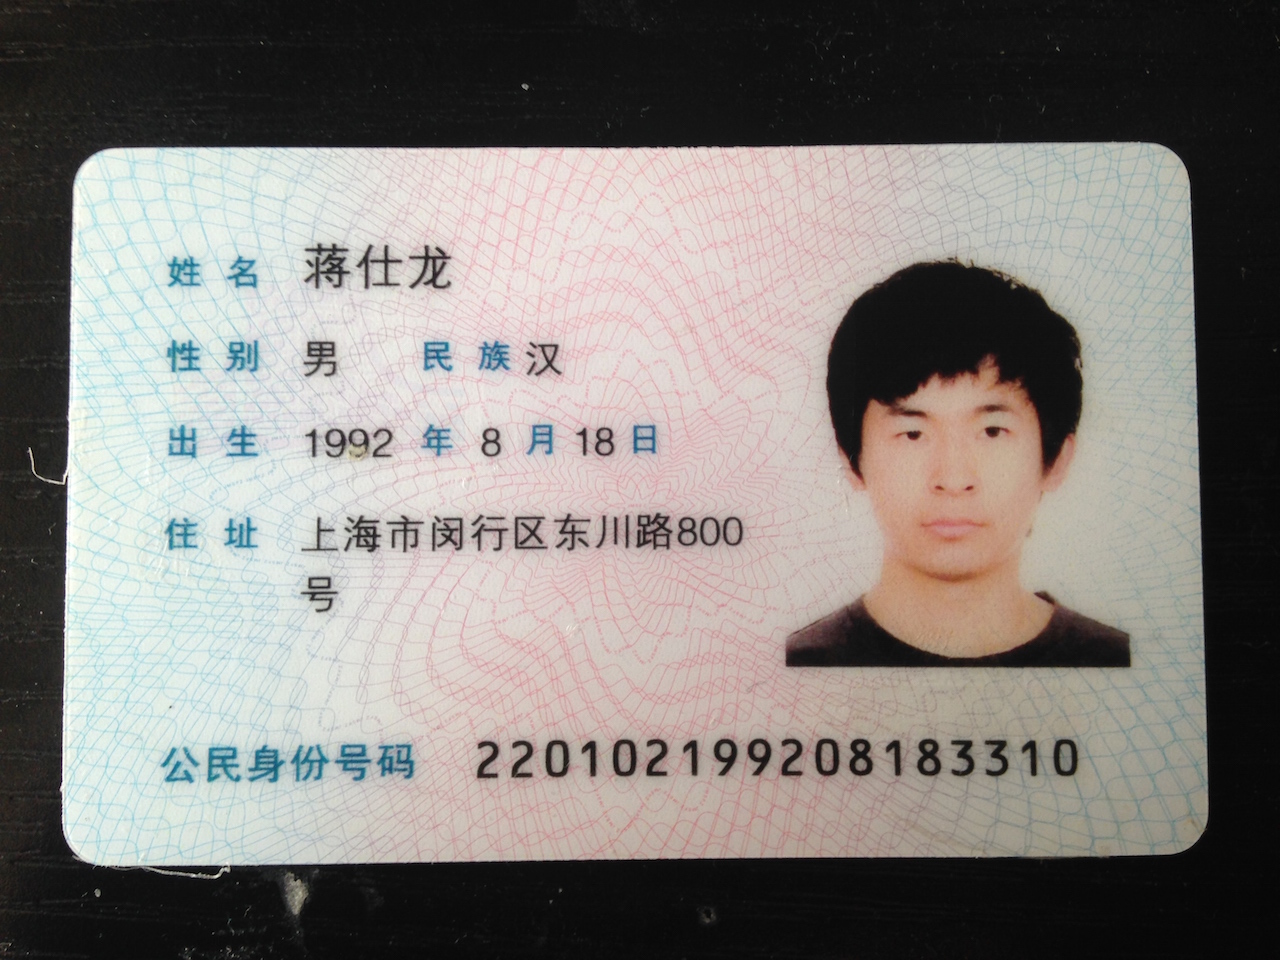 姓名 蒋仕龙
性别 男 民族 汉
出生 1992 年 8 月 18 日
住址 上海市闵行区东川路800
号
公民身份号码 220102199208183310